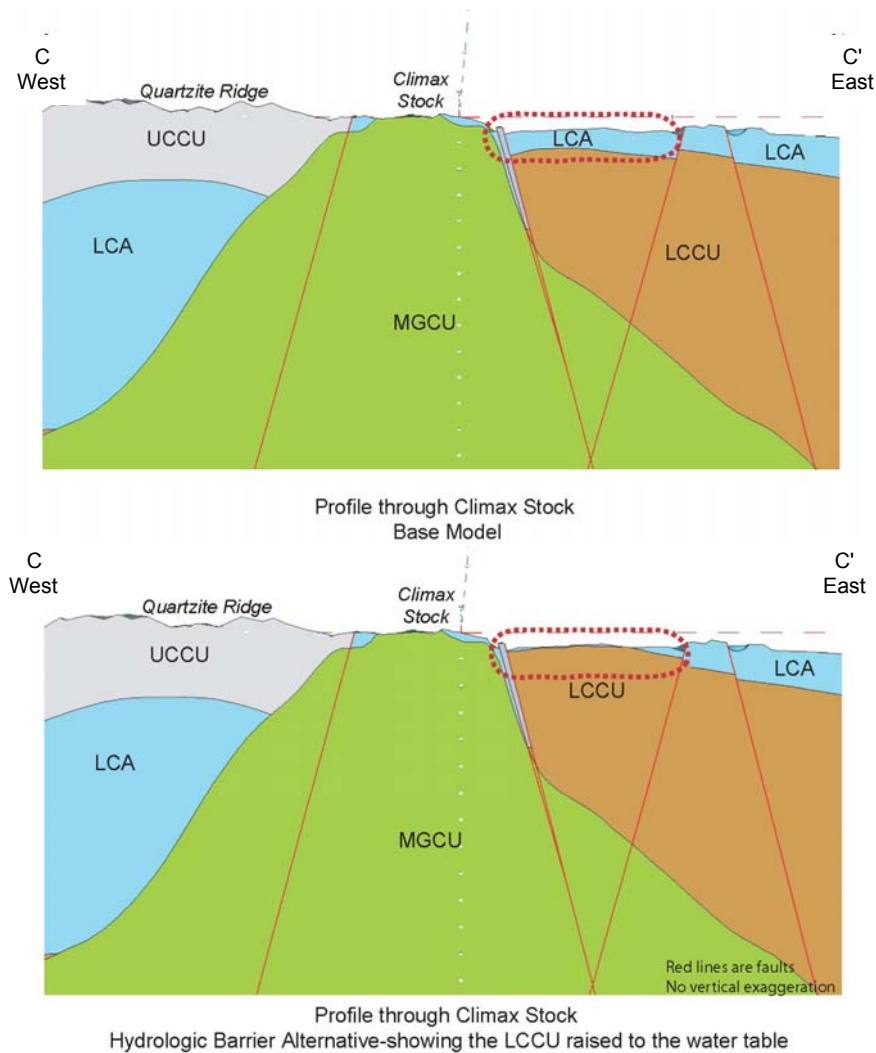 C
West
Quartzite Ridge
Climax
Stock
C'
East
UCCU
LCA
LCA
LCA
LCCU
MGCU
Profile through Climax Stock
Base Model
C
West
Quartzite Ridge
Climax
Stock
C'
East
UCCU
LCA
LCCU
LCA
MGCU
Red lines are faults
No vertical exaggeration
Profile through Climax Stock
Hydrologic Barrier Alternative-showing the LCCU raised to the water table